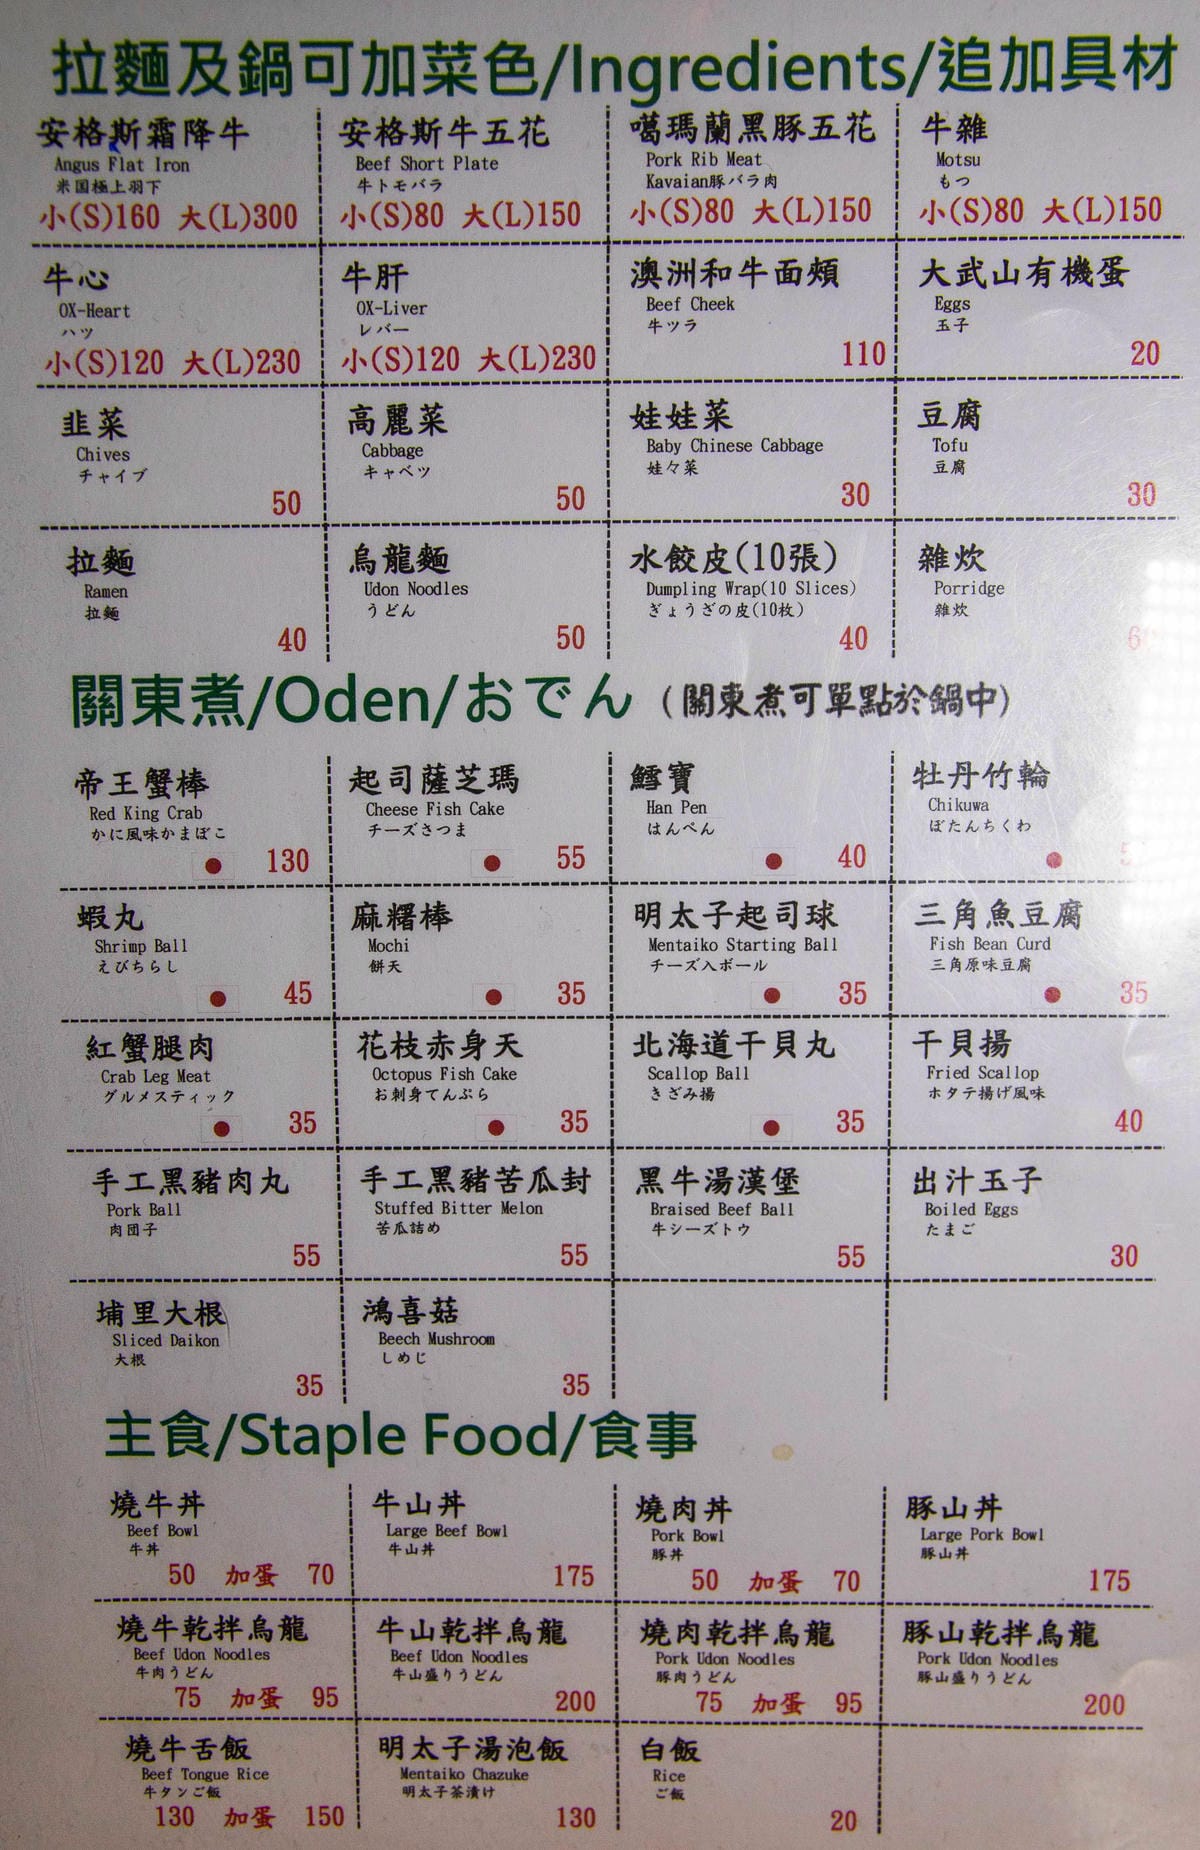 拉麵及鍋可加菜色/Ingredients/追加具材
安格斯霜降牛
Angus Flat Iron
米国極上羽下
小(S)160 大(L)300
安格斯牛五花
Beef Short Plate
牛トモバラ
小(S)80 大(L)150
噶瑪蘭黑豚五花
Pork Rib Meat
Kavaian豚バラ肉
小(S)80 大(L)150
牛雜
Motsu
もつ
小(S)80 大(L)150
牛心
OX-Heart
ハツ
小(S)120 大(L)230
牛肝
OX-Liver
レバー
小(S)120 大(L)230
澳洲和牛面頰
Beef Cheek
牛ツラ
110
大武山有機蛋
Eggs
玉子
20
韭菜
Chives
チャイブ
50
高麗菜
Cabbage
キャベツ
50
娃娃菜
Baby Chinese Cabbage
娃々菜
30
豆腐
Tofu
豆腐
30
拉麵
Ramen
拉麵
40
烏龍麵
Udon Noodles
うどん
50
水餃皮(10張)
Dumpling Wrap(10 Slices)
ぎょうざの皮(10枚)
40
雜炊
Porridge
雜炊
關東煮/Oden/おでん (關東煮可單點於鍋中)
帝王蟹棒
Red King Crab
かに風味かまぼこ
130
起司薩芝瑪
Cheese Fish Cake
チーズさつま
55
鱈寶
Han Pen
はんぺん
40
牡丹竹輪
Chikuwa
ぼたんちくわ
蝦丸
Shrimp Ball
えびちらし
45
麻糬棒
Mochi
餅天
35
明太子起司球
Mentaiko Starting Ball
チーズ入ボール
35
三角魚豆腐
Fish Bean Curd
三角原味豆腐
35
紅蟹腿肉
Crab Leg Meat
グルメスティック
35
花枝赤身天
Octopus Fish Cake
お刺身てんぷら
35
北海道干貝丸
Scallop Ball
きざみ揚
35
干貝揚
Fried Scallop
ホタテ揚げ風味
40
手工黑豬肉丸
Pork Ball
肉団子
55
手工黑豬苦瓜封
Stuffed Bitter Melon
苦瓜詰め
55
黑牛湯漢堡
Braised Beef Ball
牛シーズトウ
55
出汁玉子
Boiled Eggs
たまご
30
埔里大根
Sliced Daikon
大根
35
鴻喜菇
Beech Mushroom
しめじ
35
主食/Staple Food/食事
燒牛丼
Beef Bowl
牛丼
50 加蛋 70
牛山丼
Large Beef Bowl
牛山丼
175
燒肉丼
Pork Bowl
豚丼
50 加蛋 70
豚山丼
Large Pork Bowl
豚山丼
175
燒牛乾拌烏龍
Beef Udon Noodles
牛肉うどん
75 加蛋 95
牛山乾拌烏龍
Beef Udon Noodles
牛山盛りうどん
200
燒肉乾拌烏龍
Pork Udon Noodles
豚肉うどん
75 加蛋 95
豚山乾拌烏龍
Pork Udon Noodles
豚山盛りうどん
200
燒牛舌飯
Beef Tongue Rice
牛タンご飯
130 加蛋 150
明太子湯泡飯
Mentaiko Chazuke
明太子茶漬け
130
白飯
Rice
ご飯
20